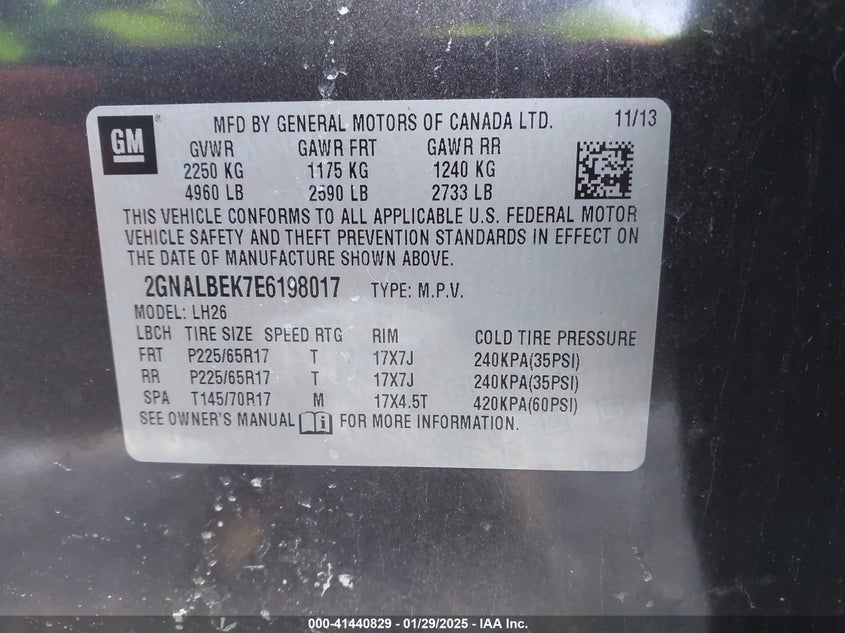 GM
MFD BY GENERAL MOTORS OF CANADA LTD. 11/13
GVWR GAWR FRT GAWR RR
2250 KG 1175 KG 1240 KG
4960 LB 2590 LB 2733 LB
THIS VEHICLE CONFORMS TO ALL APPLICABLE U.S. FEDERAL MOTOR
VEHICLE SAFETY AND THEFT PREVENTION STANDARDS IN EFFECT ON
THE DATE OF MANUFACTURE SHOWN ABOVE.
2GNALBEK7E6198017 TYPE: M.P.V.
MODEL: LH26
LBCH TIRE SIZE SPEED RTG RIM COLD TIRE PRESSURE
FRT P225/65R17 T 17X7J 240KPA(35PSI)
RR P225/65R17 T 17X7J 240KPA(35PSI)
SPA T145/70R17 M 17X4.5T 420KPA(60PSI)
SEE OWNER'S MANUAL FOR MORE INFORMATION.
000-41440829 - 01/29/2025 - IAA Inc.